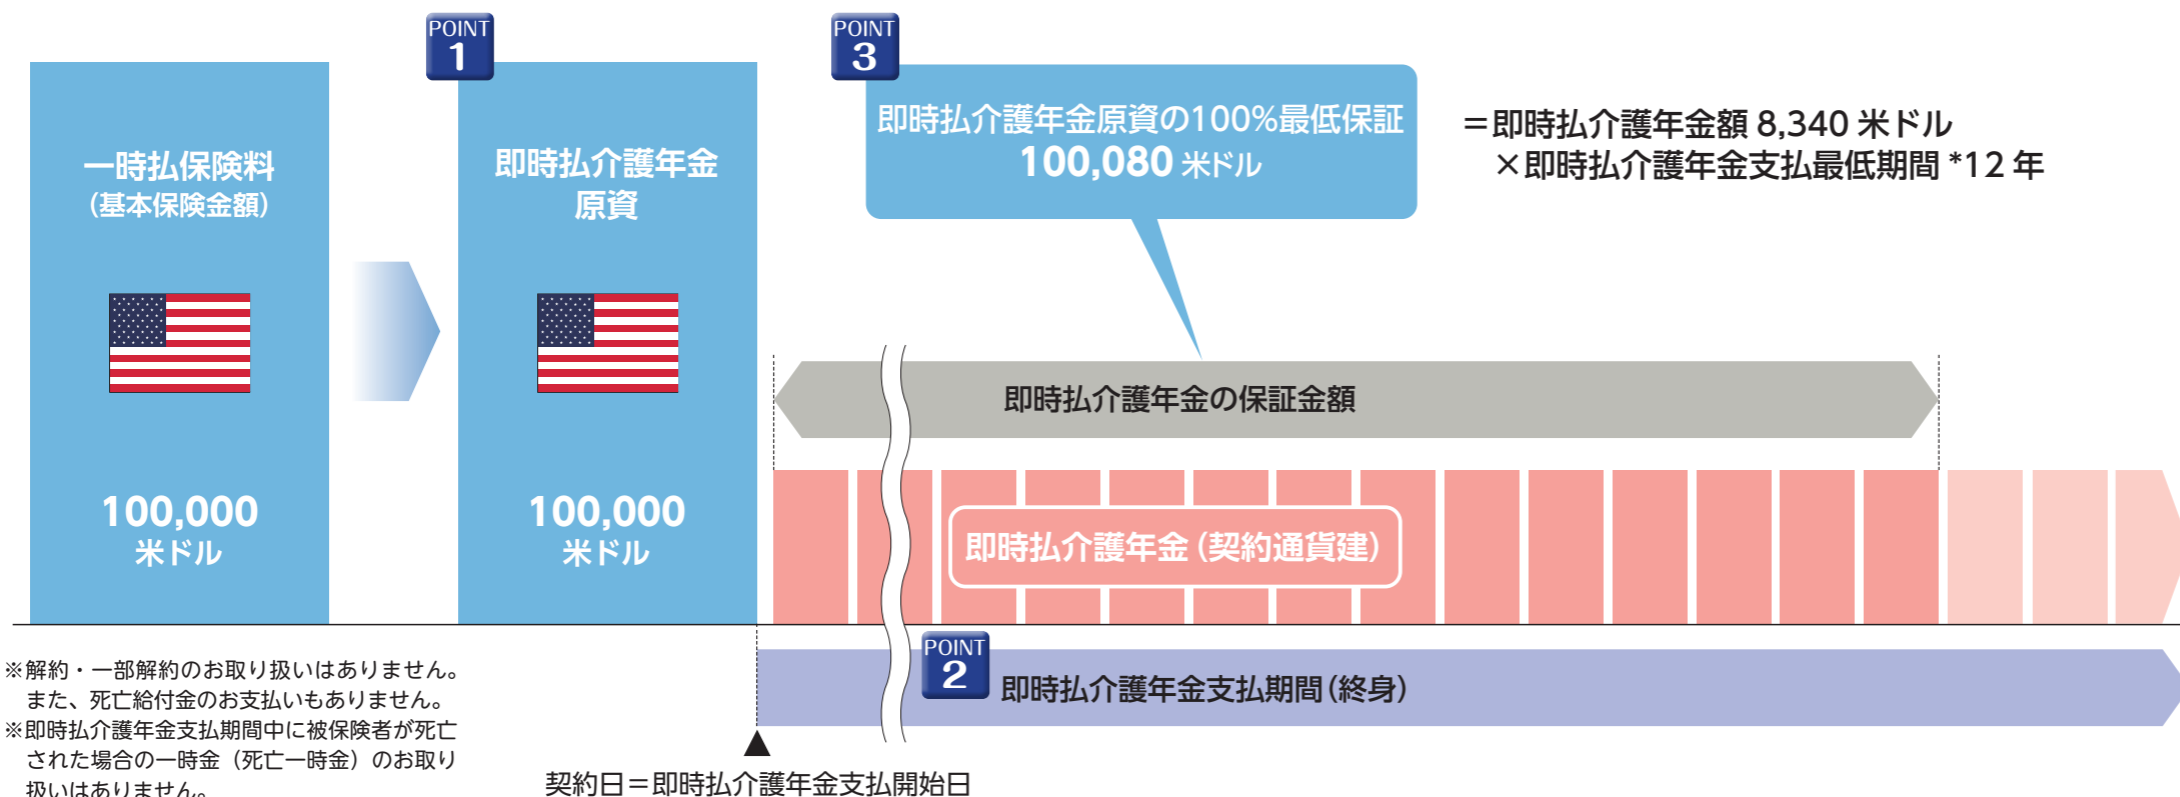 POINT
1
POINT
3
一時払保険料
（基本保険金額）
100,000
米ドル
即時払介護年金
原資
100,000
米ドル
即時払介護年金原資の100%最低保証
100,080 米ドル
＝即時払介護年金額 8,340 米ドル
×即時払介護年金支払最低期間 *12 年
即時払介護年金の保証金額
即時払介護年金（契約通貨建）
POINT
2
即時払介護年金支払期間（終身）
※解約・一部解約のお取り扱いはありません。
また、死亡給付金のお支払いもありません。
※即時払介護年金支払期間中に被保険者が死亡
された場合の一時金（死亡一時金）のお取り
扱いはありません。
契約日＝即時払介護年金支払開始日